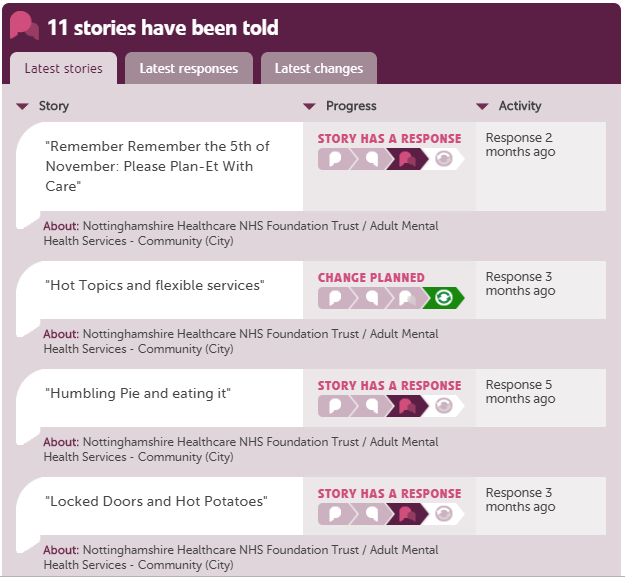 11 stories have been told
Latest stories
Latest responses
Latest changes
Story
Progress
Activity
"Remember Remember the 5th of
November: Please Plan-Et With
Care"
STORY HAS A RESPONSE
Response 2
months ago
About: Nottinghamshire Healthcare NHS Foundation Trust / Adult Mental
Health Services - Community (City)
"Hot Topics and flexible services"
CHANGE PLANNED
Response 3
months ago
About: Nottinghamshire Healthcare NHS Foundation Trust / Adult Mental
Health Services - Community (City)
"Humbling Pie and eating it"
STORY HAS A RESPONSE
Response 5
months ago
About: Nottinghamshire Healthcare NHS Foundation Trust / Adult Mental
Health Services - Community (City)
"Locked Doors and Hot Potatoes"
STORY HAS A RESPONSE
Response 3
months ago
About: Nottinghamshire Healthcare NHS Foundation Trust / Adult Mental
Health Services - Community (City)